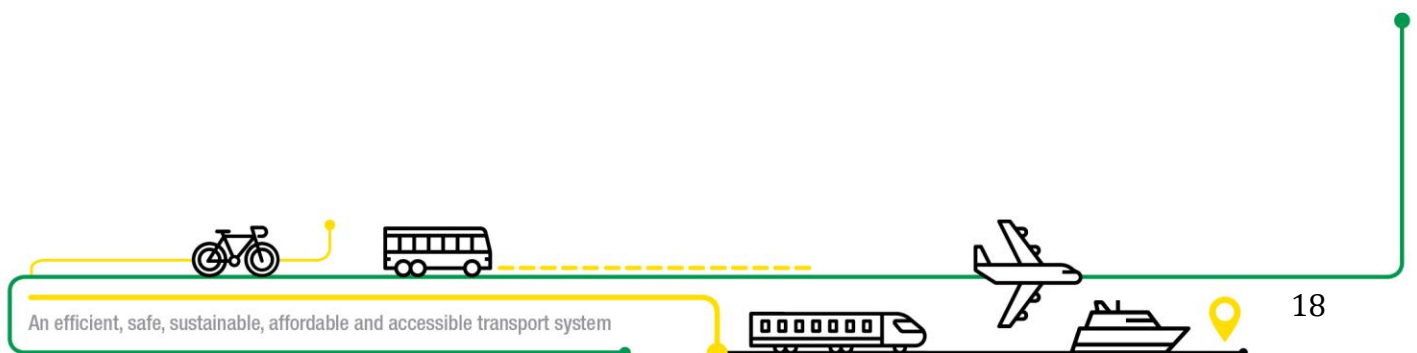 An efficient, safe, sustainable, affordable and accessible transport system
18